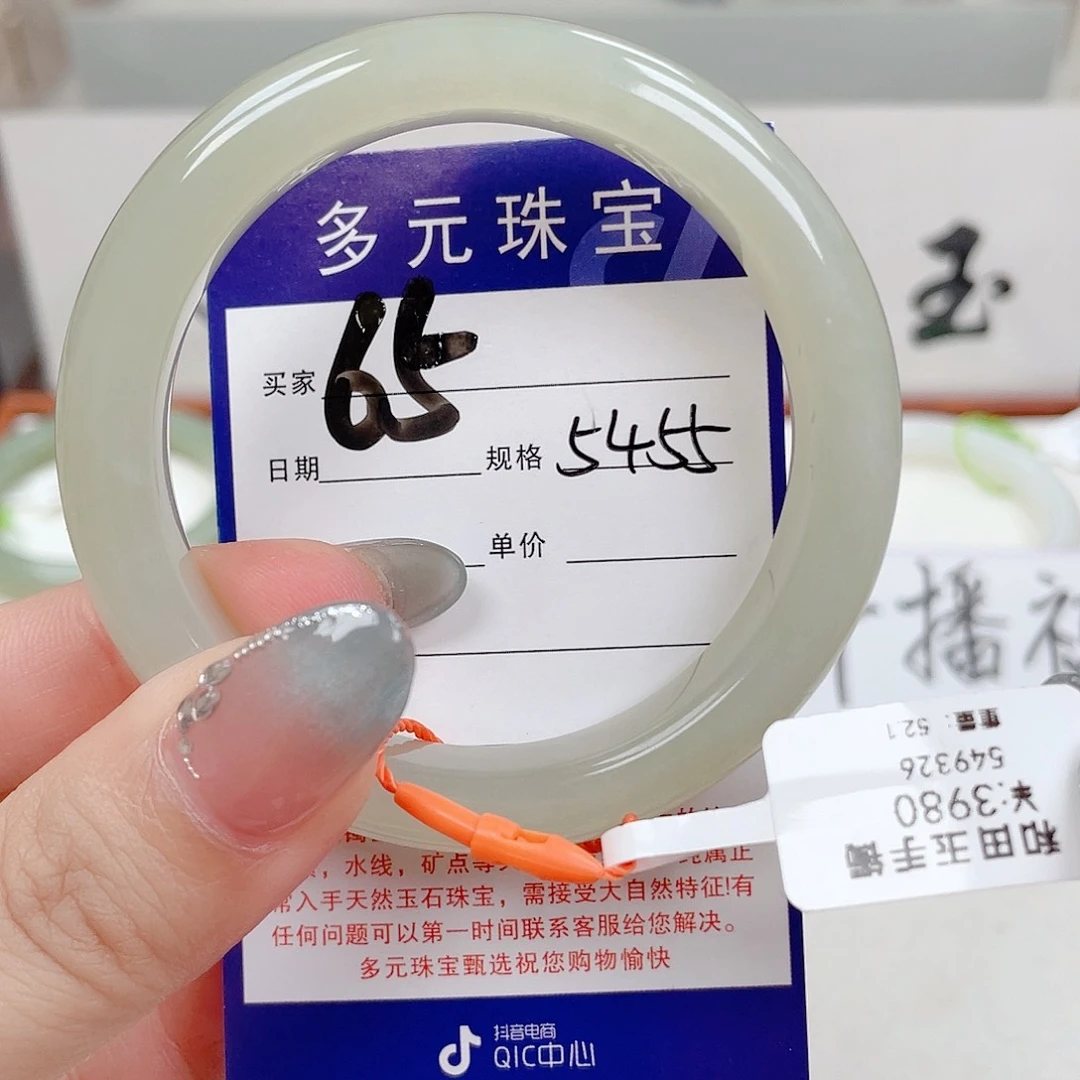 多元珠宝
买家 65
日期 规格 5455
单价
水线，矿点等
纯属正
常入手天然玉石珠宝，需接受大自然特征!有
任何问题可以第一时间联系客服给您解决。
多元珠宝甄选祝您购物愉快
抖音电商
QIC中心
玉
播
和田玉手镯
¥:3980
549326
重量: 52.1